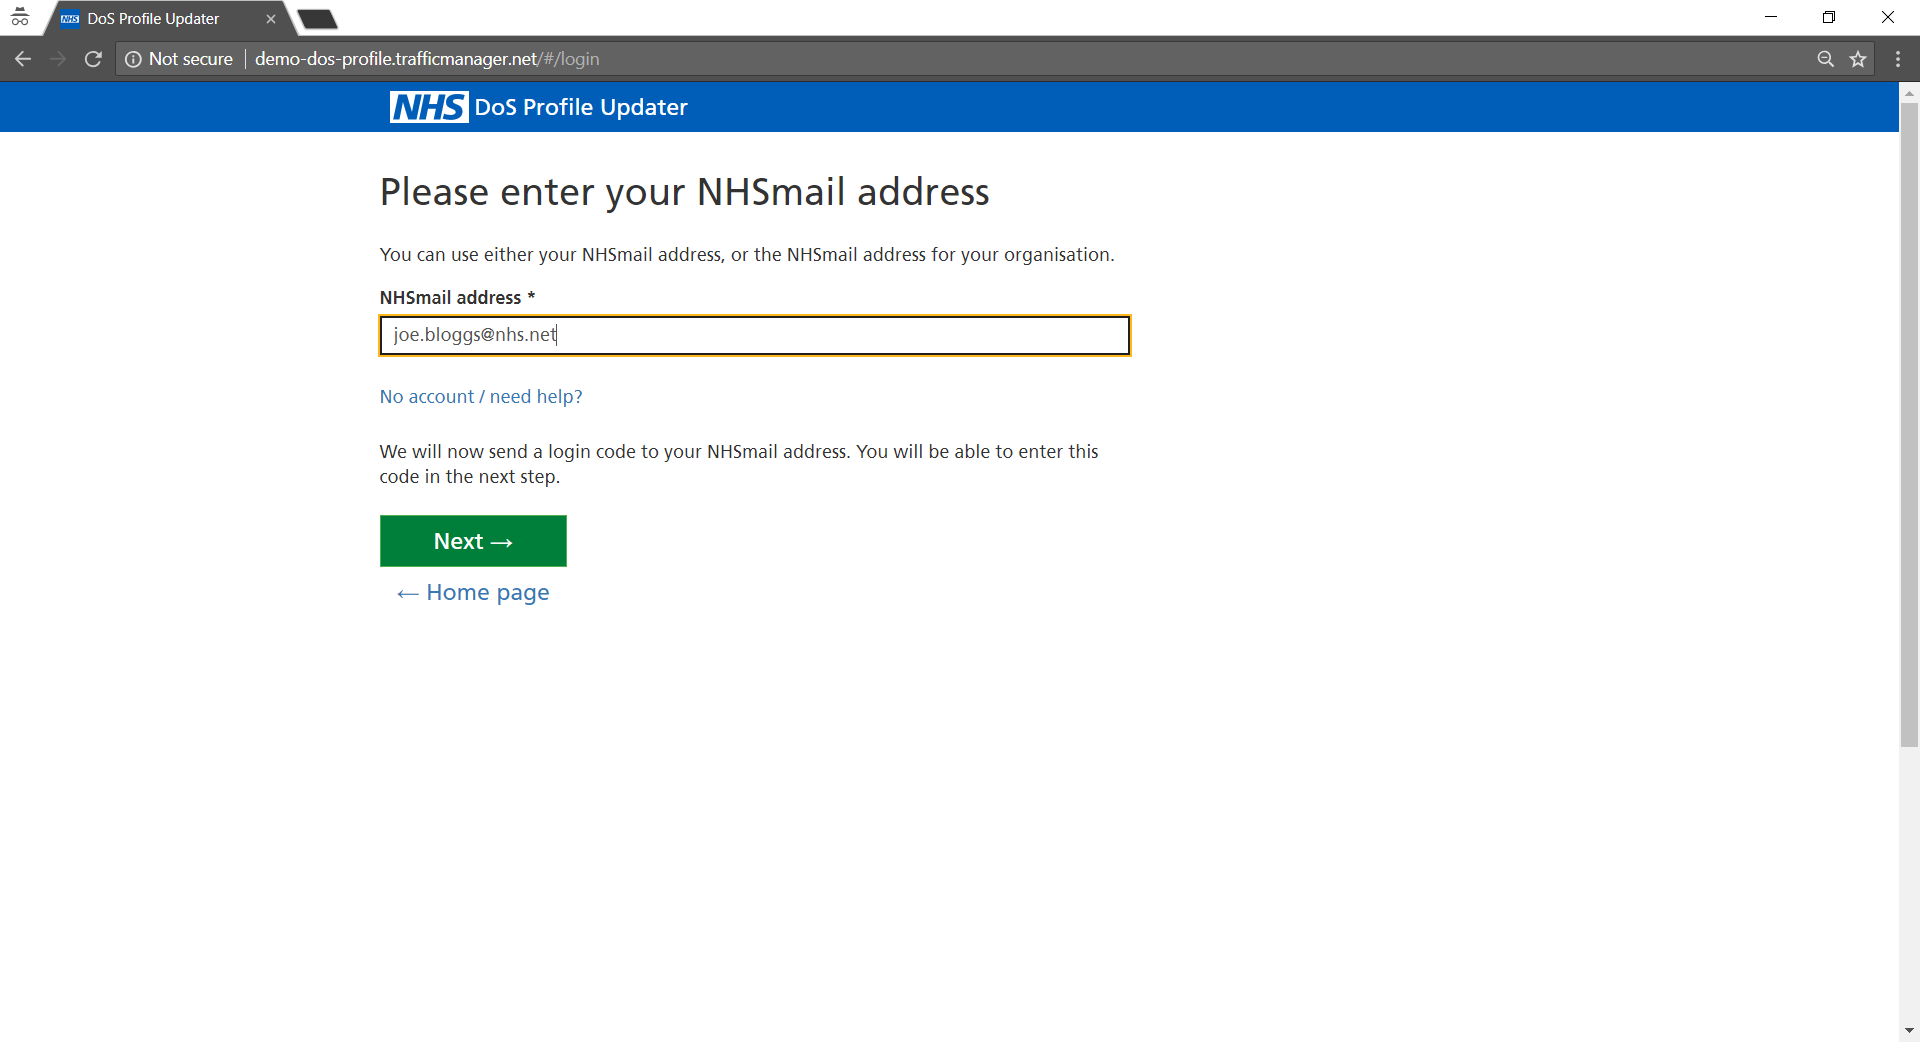 NHS DoS Profile Updater
Not secure demo-dos-profile.trafficmanager.net/#/login
NHS DoS Profile Updater
Please enter your NHSmail address
You can use either your NHSmail address, or the NHSmail address for your organisation.
NHSmail address *
joe.bloggs@nhs.net
No account / need help?
We will now send a login code to your NHSmail address. You will be able to enter this
code in the next step.
Next →
← Home page